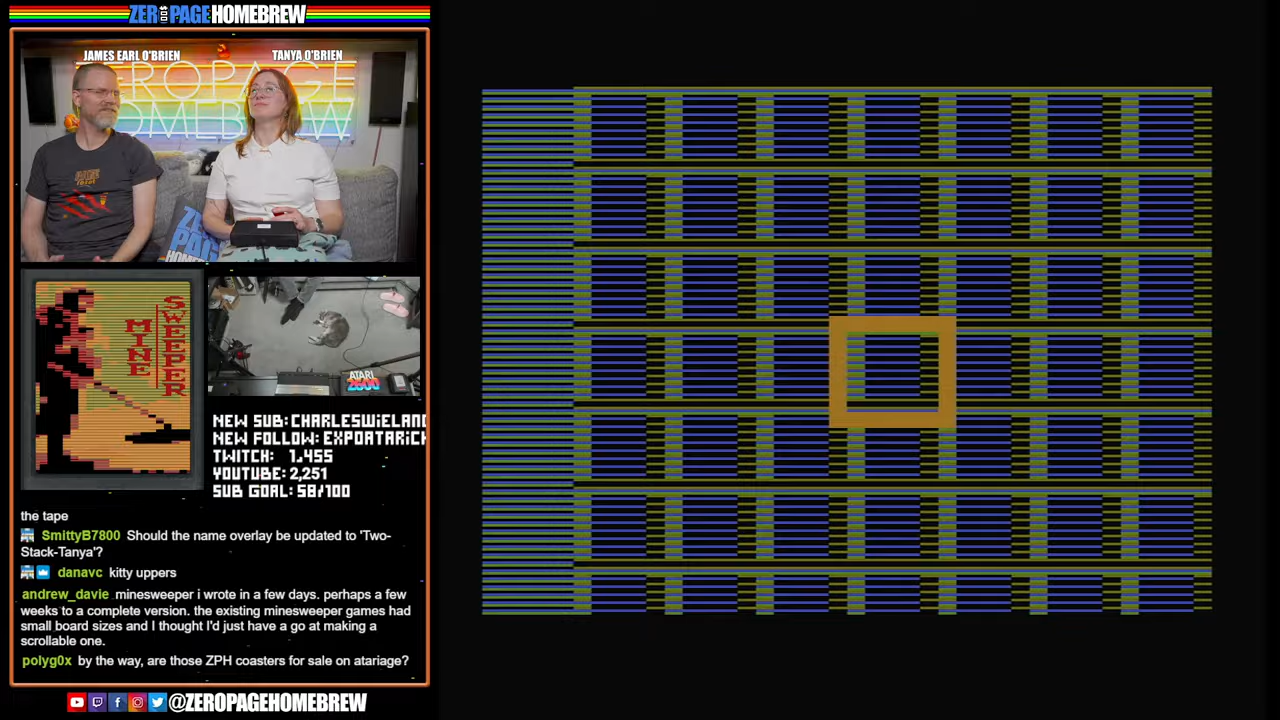 ZEROPAGE HOMEBREW
JAMES EARL O'BRIEN
TANYA O'BRIEN
ZEROPAGE
HOMEBREW
MINE
SWEEPER
ATARI
2600
NEW SUB: CHARLESWIELAND
NEW FOLLOW: EXPOATARICH
TWITCH: 1,455
YOUTUBE: 2,251
SUB GOAL: 58/100
the tape
SmittyB7800 Should the name overlay be updated to 'Two-
Stack-Tanya'?
danavc kitty uppers
andrew_davie minesweeper i wrote in a few days. perhaps a few
weeks to a complete version. the existing minesweeper games had
small board sizes and I thought I'd just have a go at making a
scrollable one.
polyg0x by the way, are those ZPH coasters for sale on atariage?
@ZEROPAGEHOMEBREW